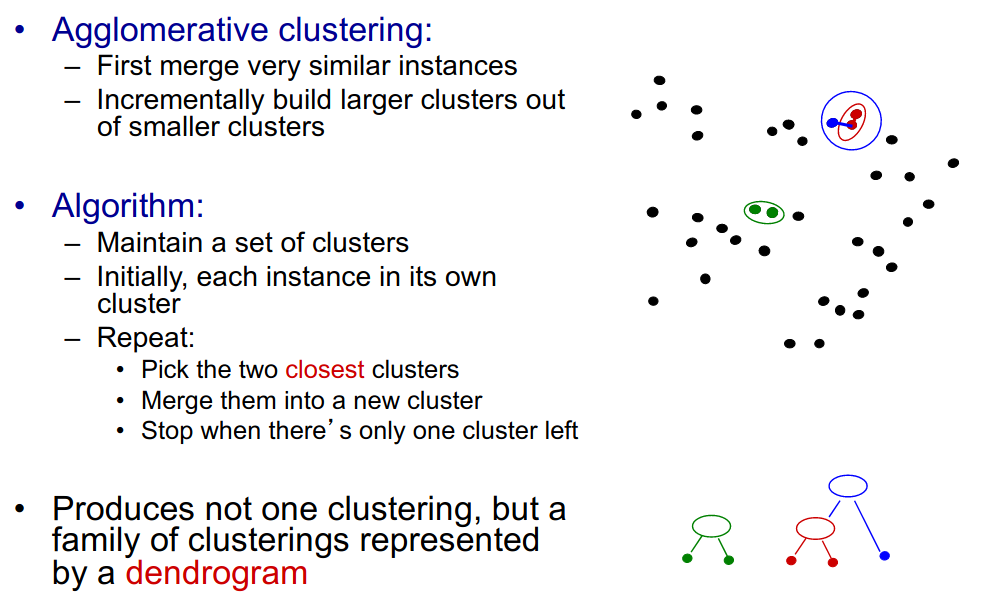 • Agglomerative clustering:
– First merge very similar instances
– Incrementally build larger clusters out
of smaller clusters
• Algorithm:
– Maintain a set of clusters
– Initially, each instance in its own
cluster
– Repeat:
• Pick the two closest clusters
• Merge them into a new cluster
• Stop when there’s only one cluster left
• Produces not one clustering, but a
family of clusterings represented
by a dendrogram